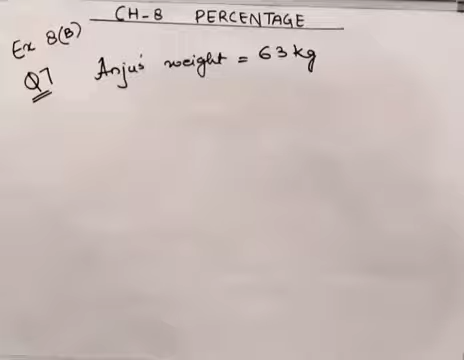 CH-8 PERCENTAGE
Ex 8(B)
Q7 Anju's weight = 63 kg